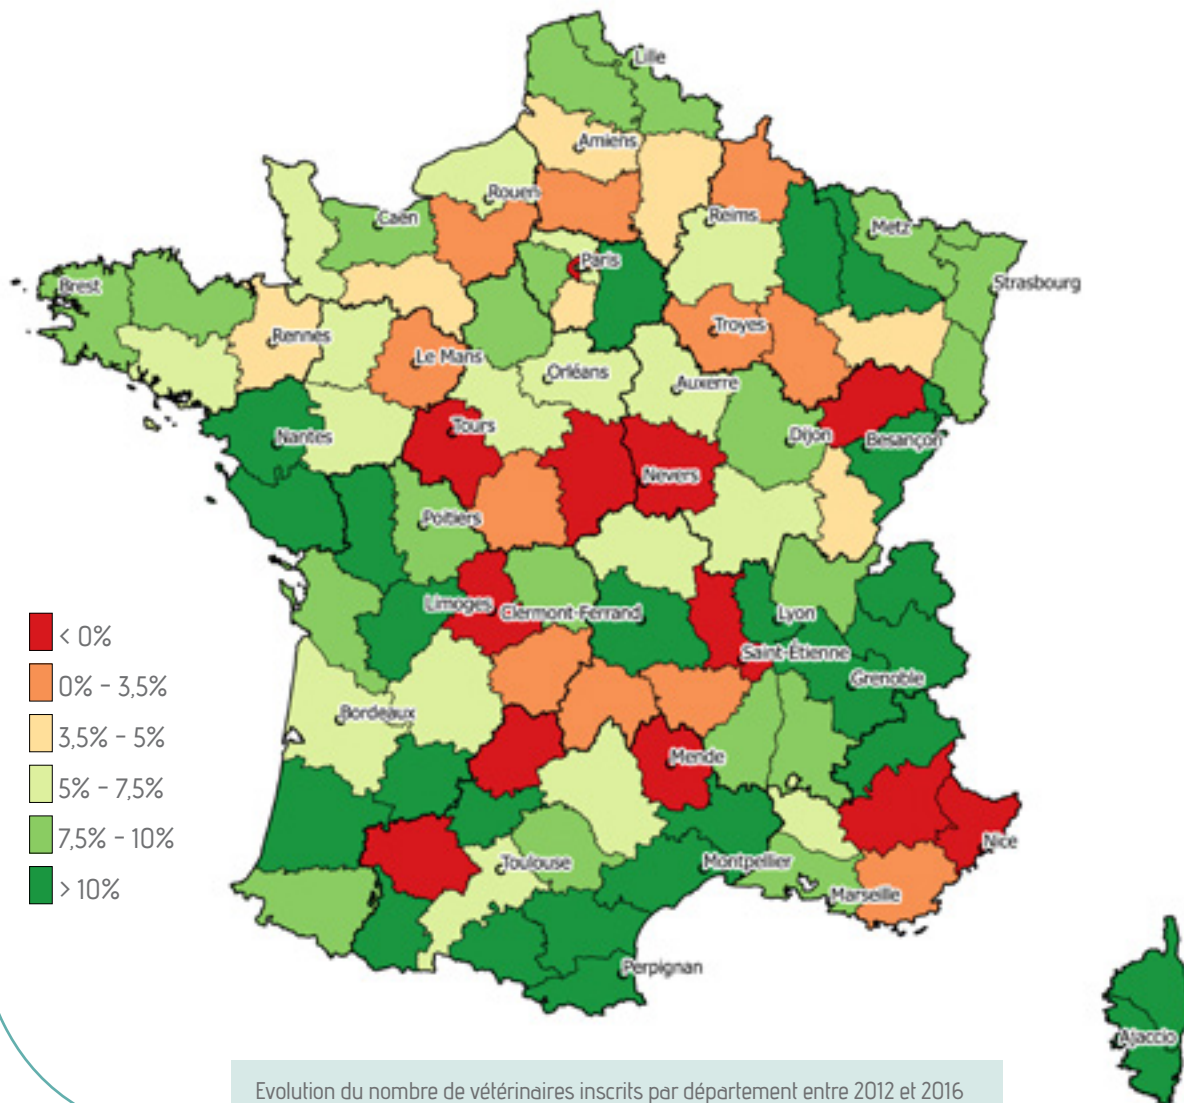 Lille
Amiens
Rouen
Reims
Caen
Metz
Paris
Brest
Strasbourg
Rennes
Troyes
Le Mans
Orléans
Auxerre
Tours
Nantes
Dijon
Besançon
Nevers
Poitiers
Limoges
Clermont-Ferrand
Lyon
Saint-Étienne
Grenoble
Bordeaux
Mende
Nice
Toulouse
Montpellier
Marseille
Perpignan
Ajaccio
< 0%
0% - 3,5%
3,5% - 5%
5% - 7,5%
7,5% - 10%
> 10%
Evolution du nombre de vétérinaires inscrits par département entre 2012 et 2016